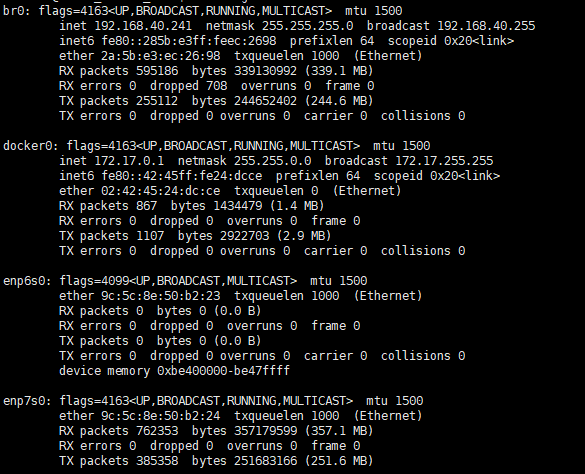 br0: flags=4163<UP,BROADCAST,RUNNING,MULTICAST>  mtu 1500
        inet 192.168.40.241  netmask 255.255.255.0  broadcast 192.168.40.255
        inet6 fe80::285b:e3ff:feec:2698  prefixlen 64  scopeid 0x20<link>
        ether 2a:5b:e3:ec:26:98  txqueuelen 1000  (Ethernet)
        RX packets 595186  bytes 339130992 (339.1 MB)
        RX errors 0  dropped 708  overruns 0  frame 0
        TX packets 255112  bytes 244652402 (244.6 MB)
        TX errors 0  dropped 0 overruns 0  carrier 0  collisions 0

docker0: flags=4163<UP,BROADCAST,RUNNING,MULTICAST>  mtu 1500
        inet 172.17.0.1  netmask 255.255.0.0  broadcast 172.17.255.255
        inet6 fe80::42:45ff:fe24:dcce  prefixlen 64  scopeid 0x20<link>
        ether 02:42:45:24:dc:ce  txqueuelen 0  (Ethernet)
        RX packets 867  bytes 1434479 (1.4 MB)
        RX errors 0  dropped 0  overruns 0  frame 0
        TX packets 1107  bytes 2922703 (2.9 MB)
        TX errors 0  dropped 0 overruns 0  carrier 0  collisions 0

enp6s0: flags=4099<UP,BROADCAST,MULTICAST>  mtu 1500
        ether 9c:5c:8e:50:b2:23  txqueuelen 1000  (Ethernet)
        RX packets 0  bytes 0 (0.0 B)
        RX errors 0  dropped 0  overruns 0  frame 0
        TX packets 0  bytes 0 (0.0 B)
        TX errors 0  dropped 0 overruns 0  carrier 0  collisions 0
        device memory 0xbe400000-be47ffff

enp7s0: flags=4163<UP,BROADCAST,RUNNING,MULTICAST>  mtu 1500
        ether 9c:5c:8e:50:b2:24  txqueuelen 1000  (Ethernet)
        RX packets 762353  bytes 357179599 (357.1 MB)
        RX errors 0  dropped 0  overruns 0  frame 0
        TX packets 385358  bytes 251683166 (251.6 MB)